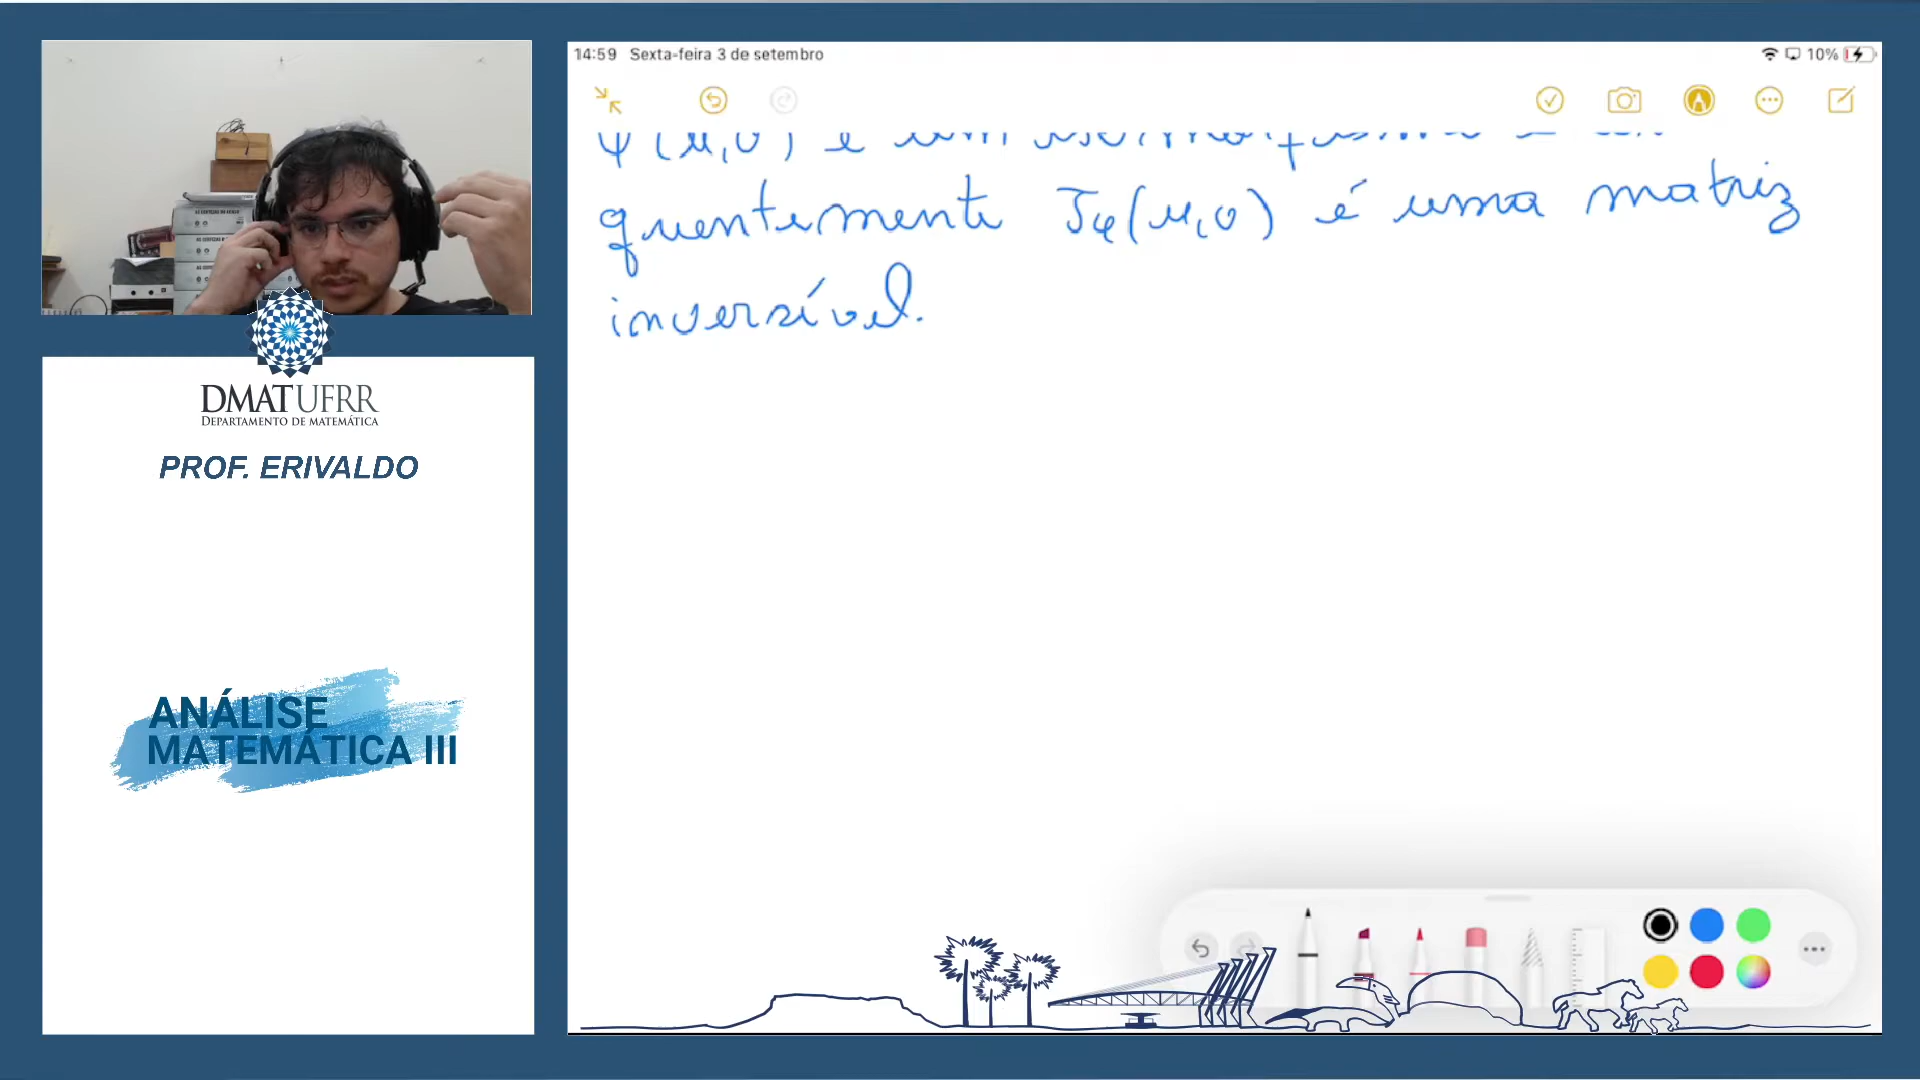 14:59 Sexta-feira 3 de setembro
10%
quentemente Jφ(u,v) é uma matriz
inversível.
DMATUFRR
DEPARTAMENTO DE MATEMÁTICA
PROF. ERIVALDO
ANÁLISE
MATEMÁTICA III